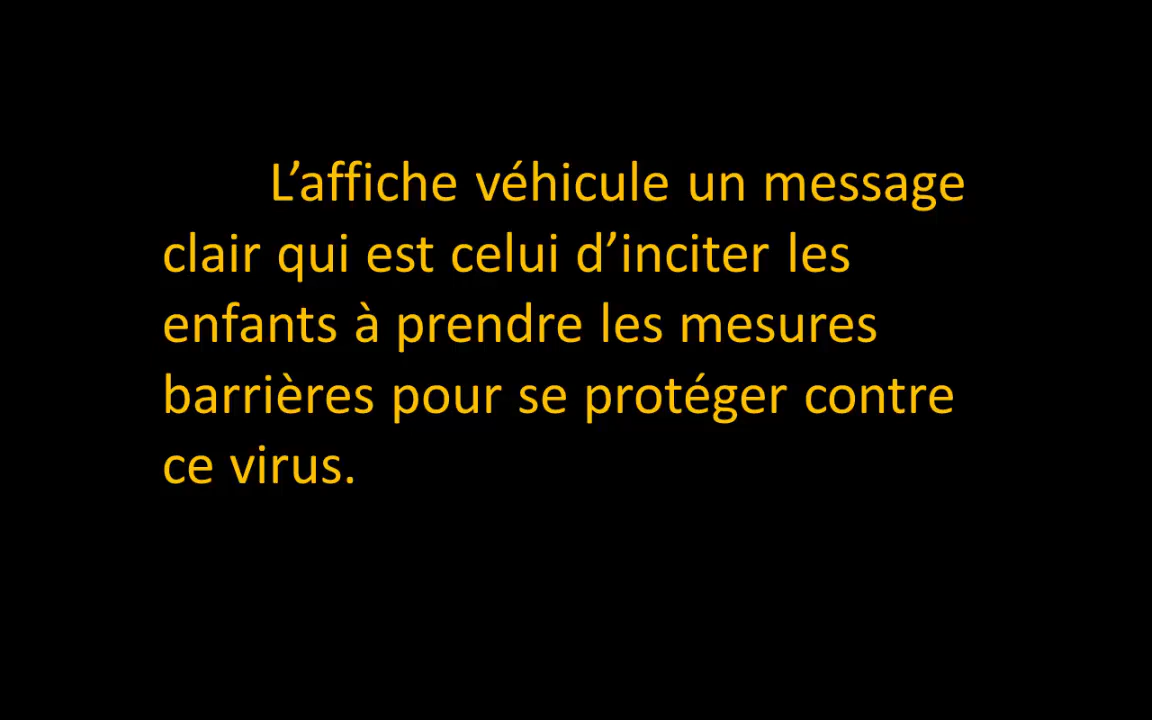 L’affiche véhicule un message
clair qui est celui d’inciter les
enfants à prendre les mesures
barrières pour se protéger contre
ce virus.